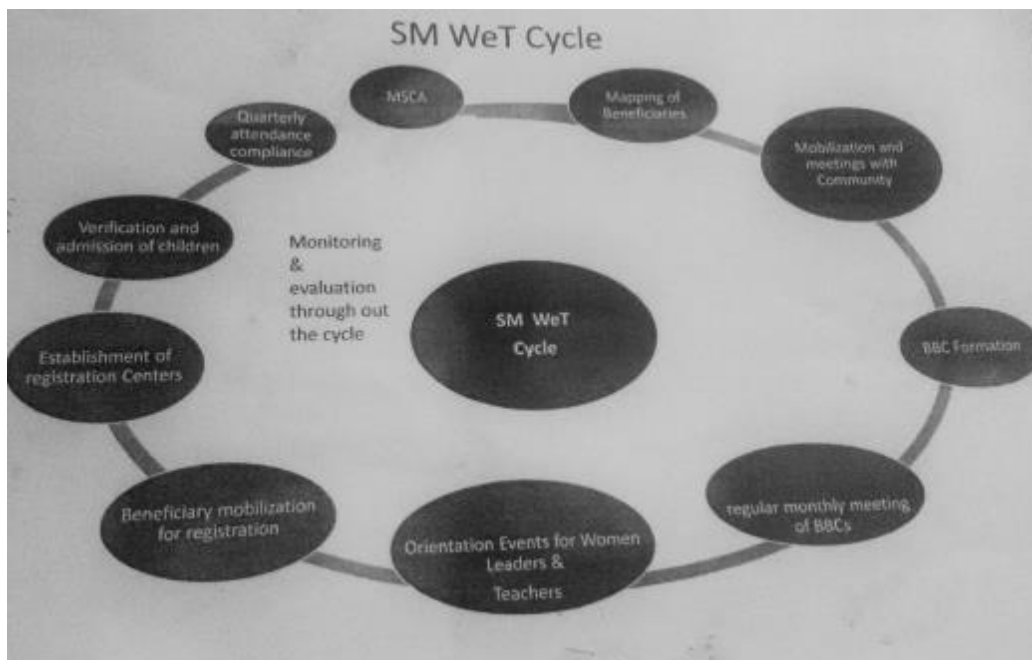 SM WeT Cycle
MSCA
Mapping of
Beneficiaries
Mobilization and
meetings with
Community
BBC Formation
regular monthly meeting
of BBCs
Orientation Events for Women
Leaders &
Teachers
Beneficiary mobilization
for registration
Establishment of
registration Centers
Verification and
admission of children
Quarterly
attendance
compliance
Monitoring
&
evaluation
through out
the cycle
SM WeT
Cycle